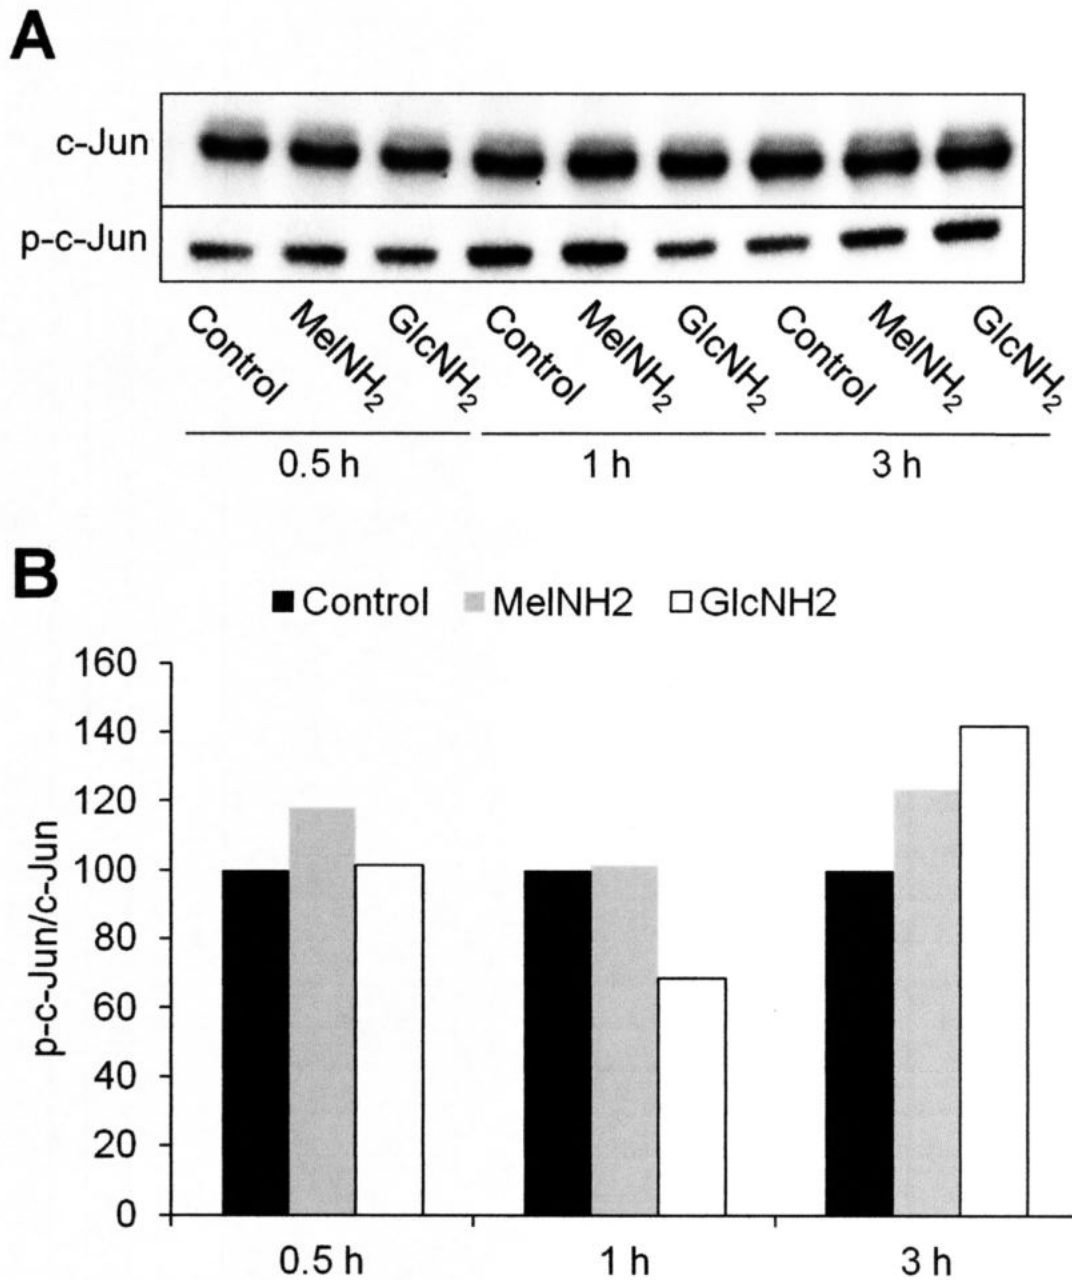 A
c-Jun
p-c-Jun
Control MelNH₂ GlcNH₂ Control MelNH₂ GlcNH₂ Control MelNH₂ GlcNH₂
0.5 h 1 h 3 h
B
Control MelNH2 GlcNH2
p-c-Jun/c-Jun
160
140
120
100
80
60
40
20
0
0.5 h 1 h 3 h